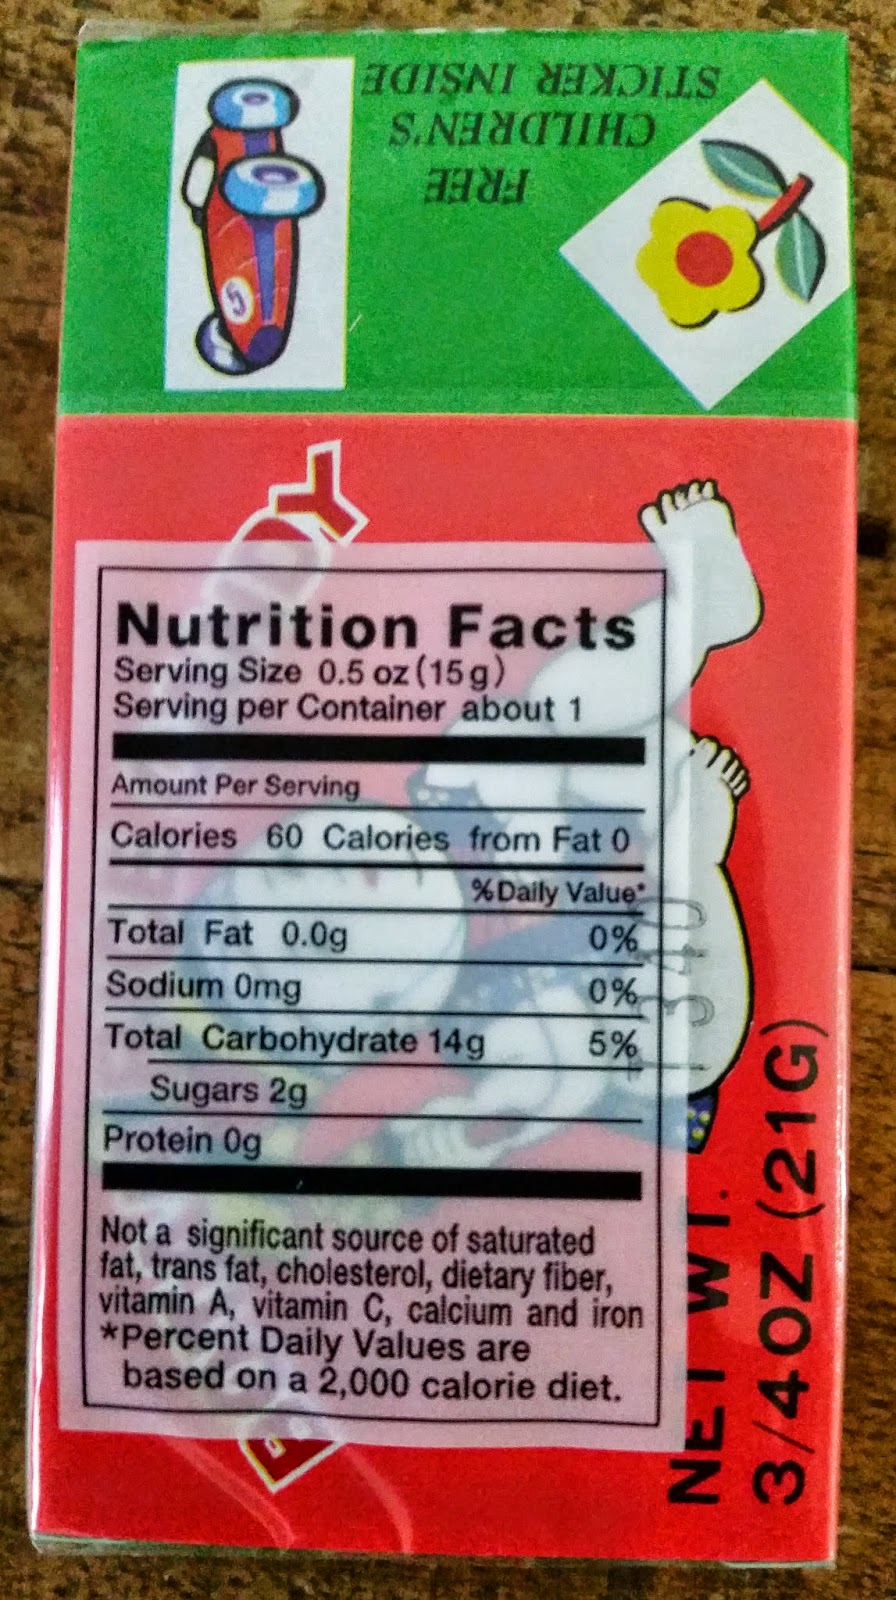 FREE
CHILDREN'S
STICKER INSIDE
5
Nutrition Facts
Serving Size 0.5 oz (15g)
Serving per Container about 1
Amount Per Serving
Calories 60 Calories from Fat 0
%Daily Value*
Total Fat 0.0g 0%
Sodium 0mg 0%
Total Carbohydrate 14g 5%
Sugars 2g
Protein 0g
Not a significant source of saturated
fat, trans fat, cholesterol, dietary fiber,
vitamin A, vitamin C, calcium and iron
*Percent Daily Values are
based on a 2,000 calorie diet.
NET WT.
3/4OZ (21G)